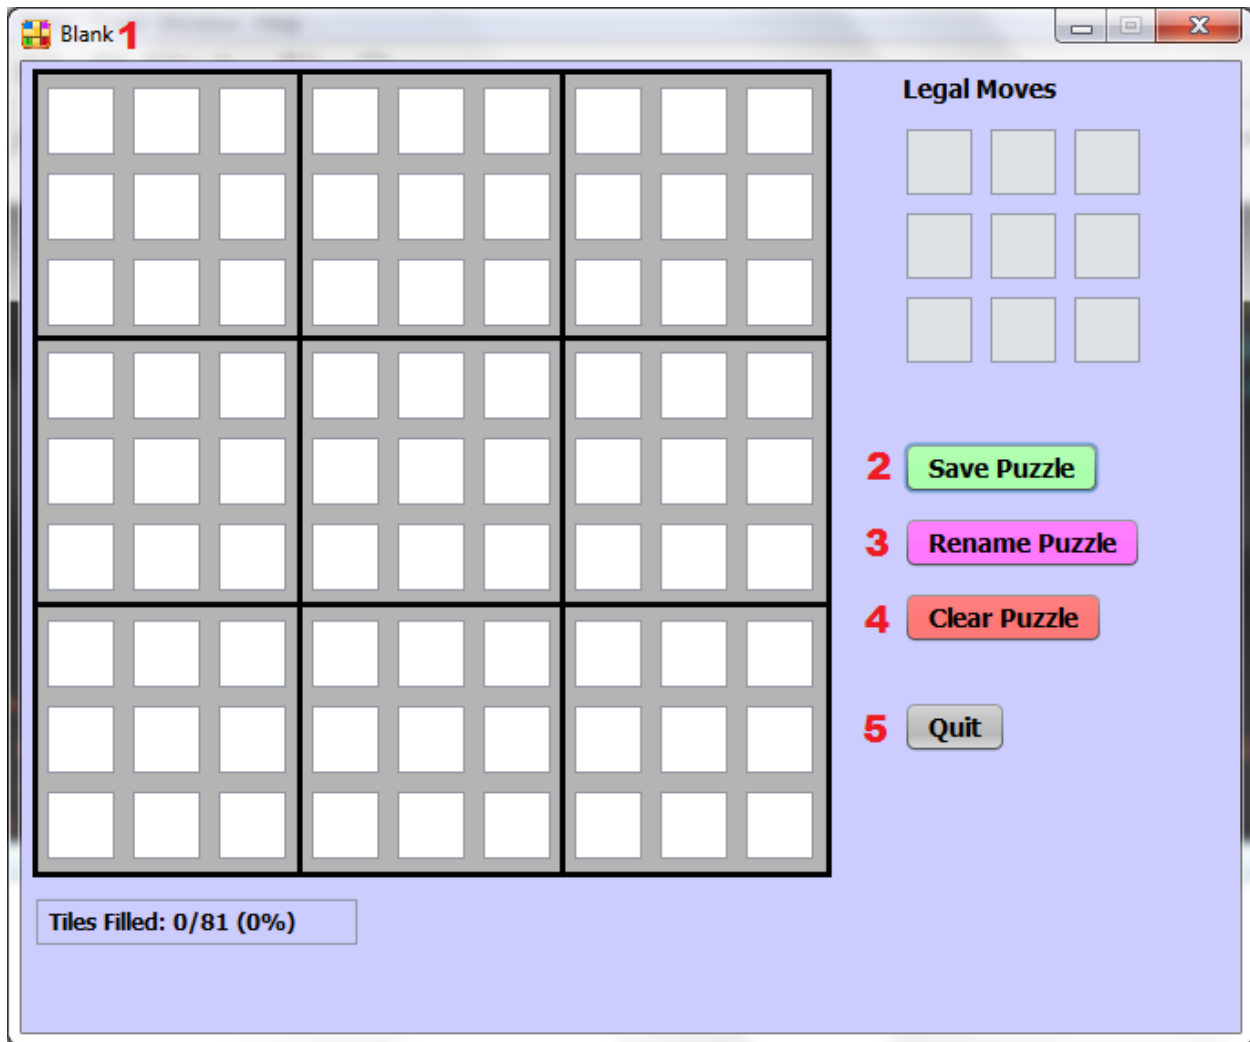 Blank 1
Legal Moves
2 Save Puzzle
3 Rename Puzzle
4 Clear Puzzle
5 Quit
Tiles Filled: 0/81 (0%)